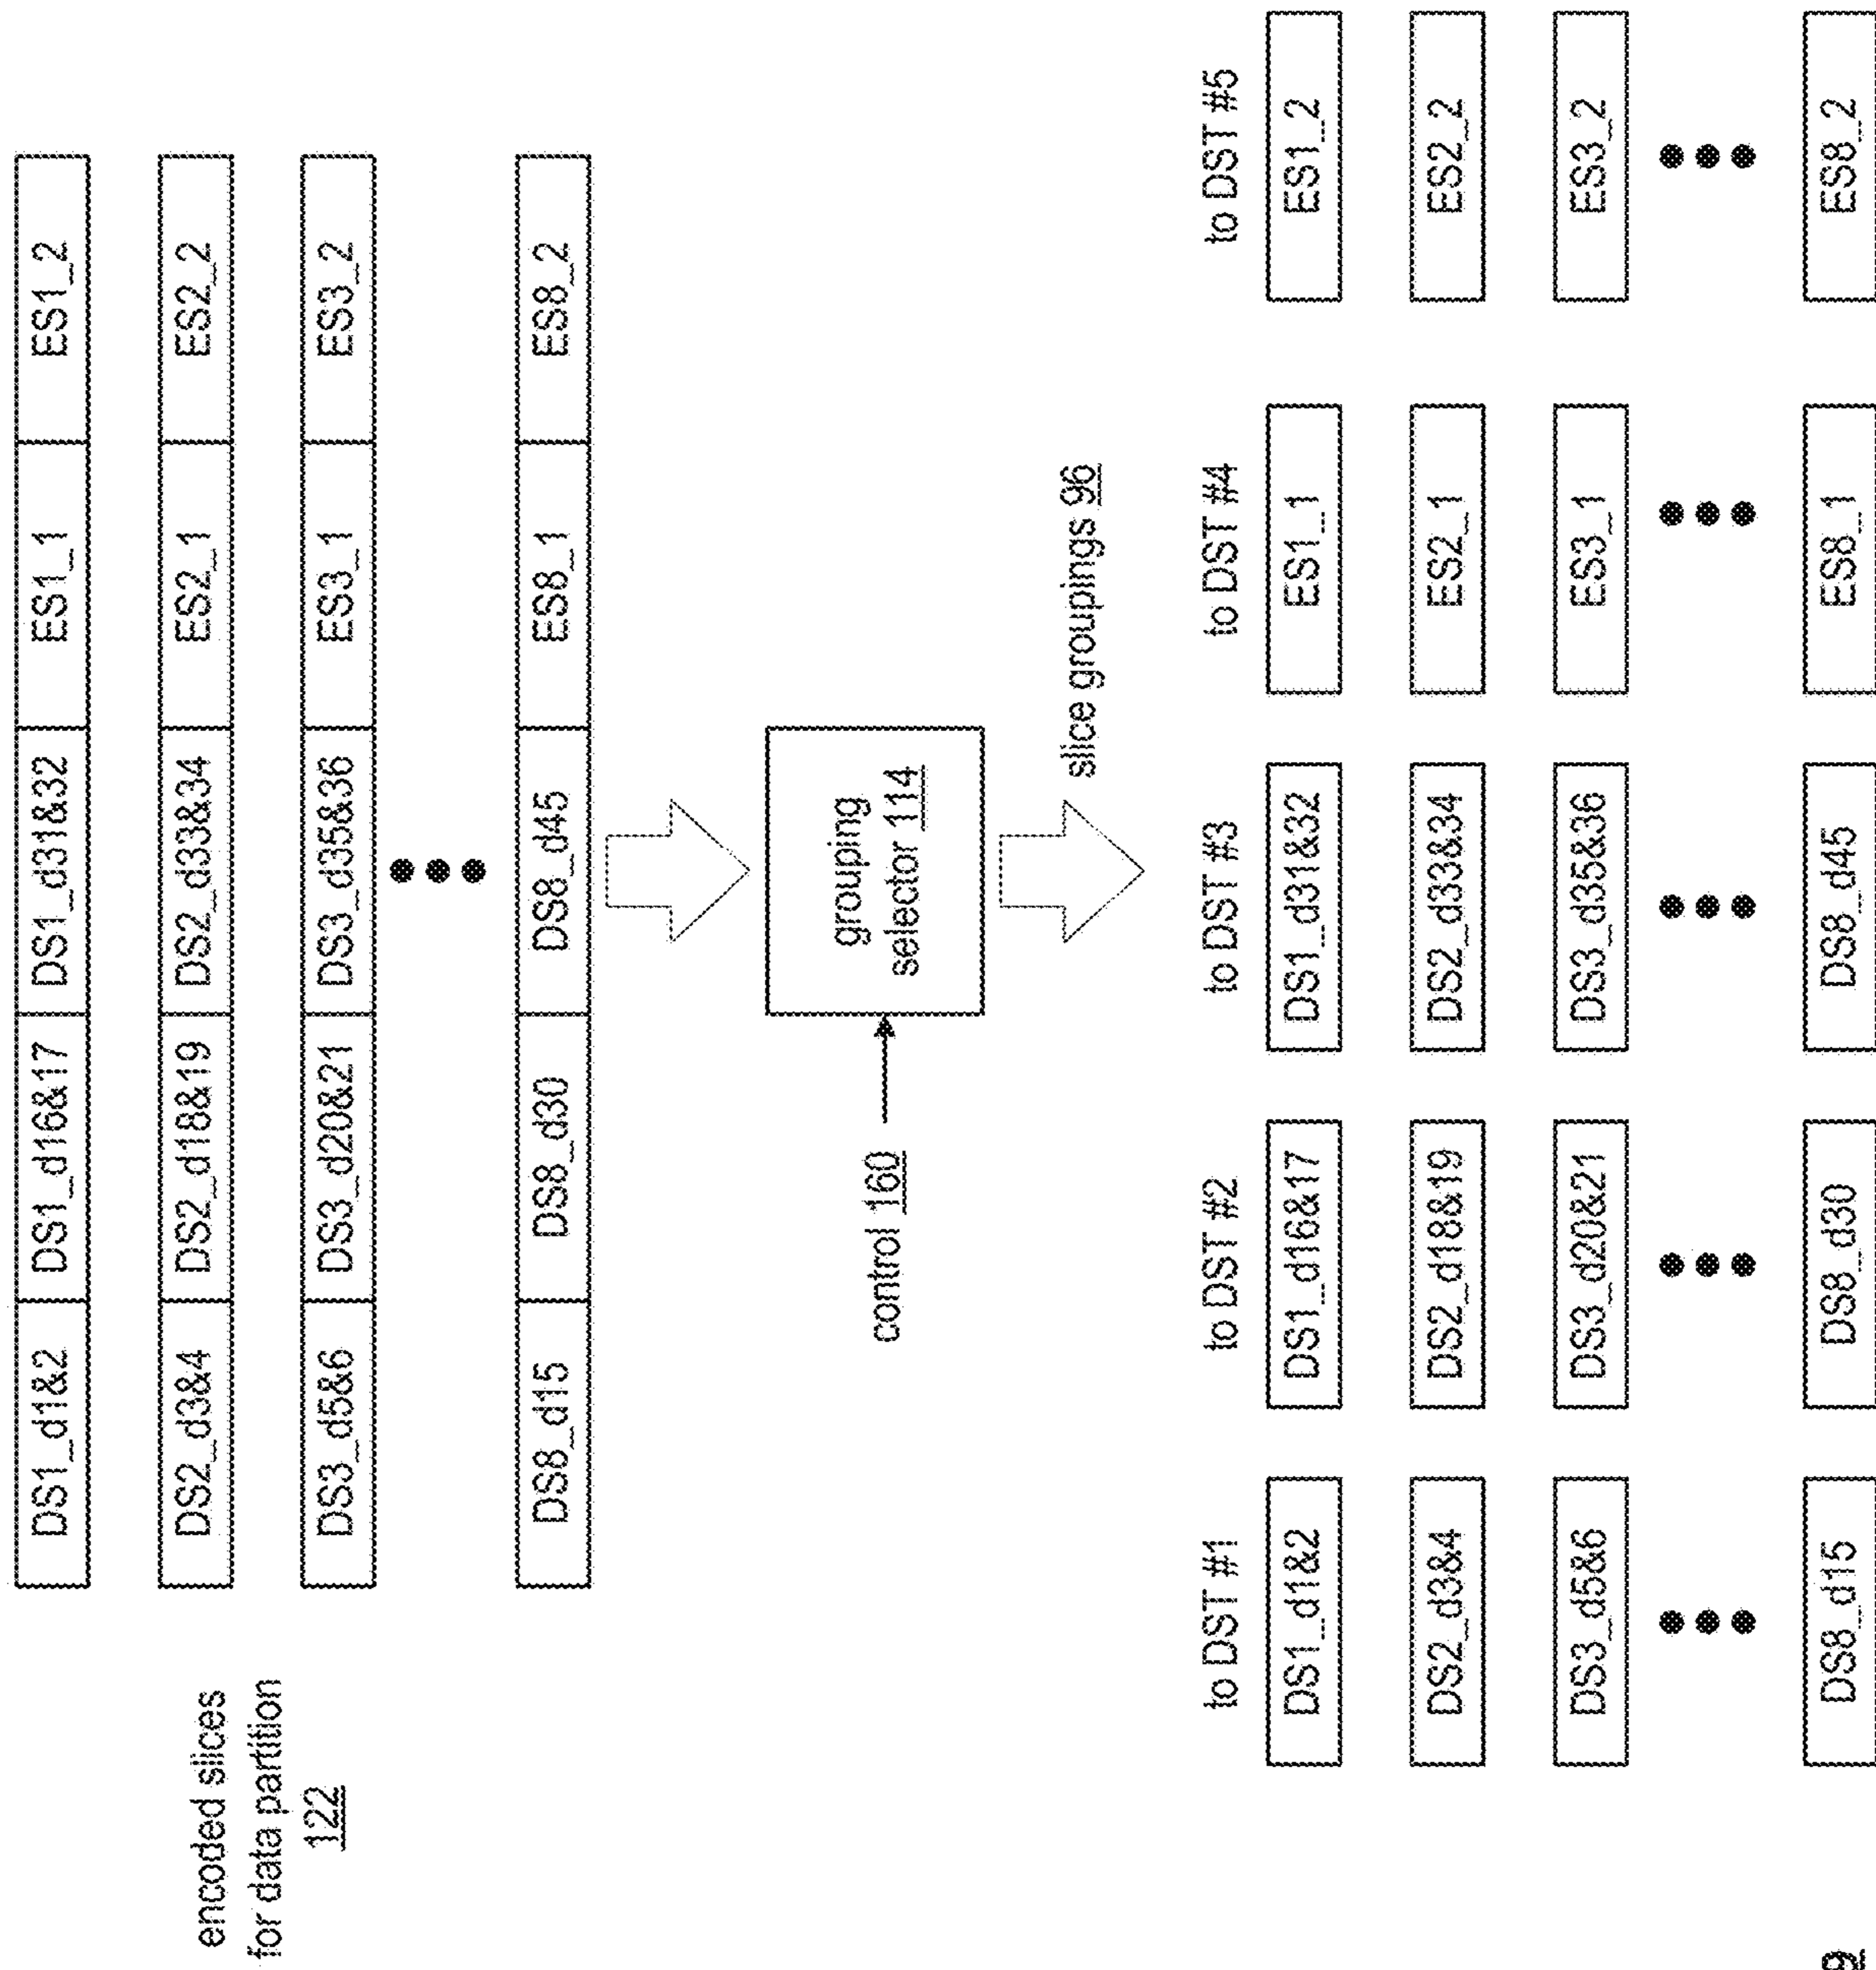 encoded slices
for data partition
122
DS1_d1&2 DS1_d16&17 DS1_d31&32 ES1_1 ES1_2
DS2_d3&4 DS2_d18&19 DS2_d33&34 ES2_1 ES2_2
DS3_d5&6 DS3_d20&21 DS3_d35&36 ES3_1 ES3_2
DS8_d15 DS8_d30 DS8_d45 ES8_1 ES8_2
control 160
grouping
selector 114
slice groupings 96
to DST #1 to DST #2 to DST #3 to DST #4 to DST #5
DS1_d1&2 DS1_d16&17 DS1_d31&32 ES1_1 ES1_2
DS2_d3&4 DS2_d18&19 DS2_d33&34 ES2_1 ES2_2
DS3_d5&6 DS3_d20&21 DS3_d35&36 ES3_1 ES3_2
DS8_d15 DS8_d30 DS8_d45 ES8_1 ES8_2
9